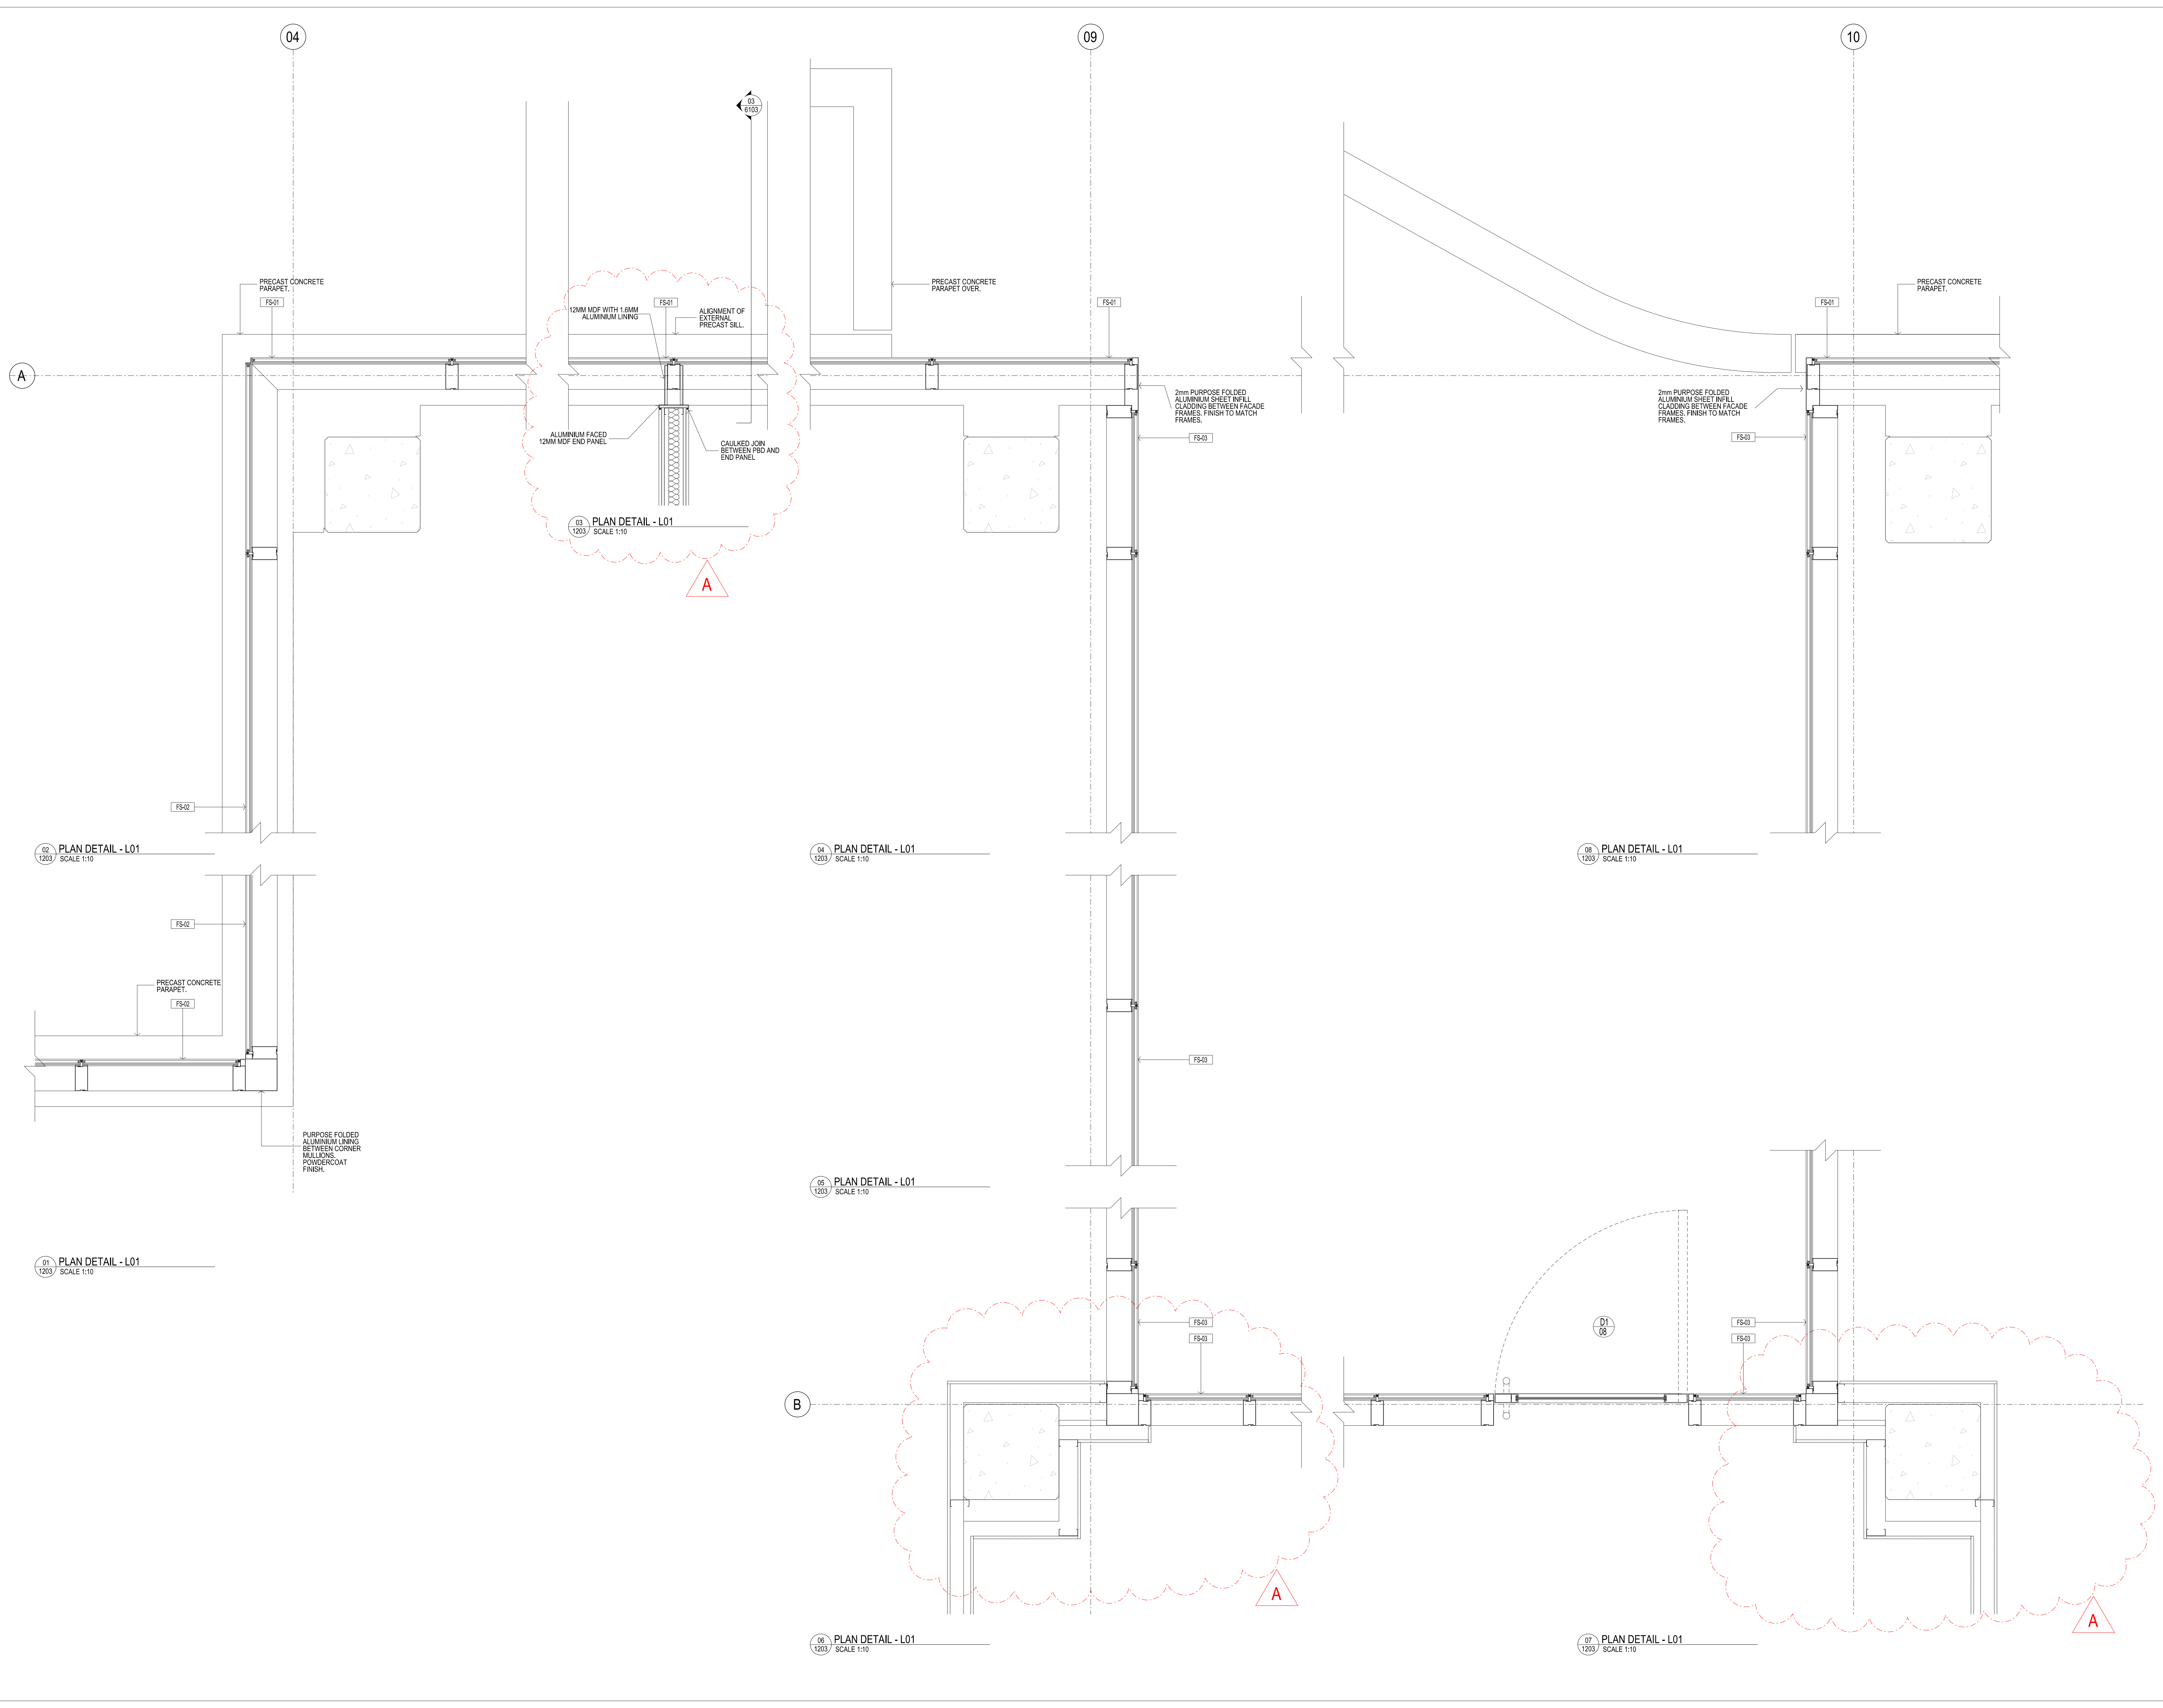 04
09
10
03
6103
PRECAST CONCRETE
PARAPET.
FS-01
12MM MDF WITH 1.6MM
ALUMINIUM LINING
FS-01
ALIGNMENT OF
EXTERNAL
PRECAST SILL.
PRECAST CONCRETE
PARAPET OVER.
FS-01
FS-01
PRECAST CONCRETE
PARAPET.
A
2mm PURPOSE FOLDED
ALUMINIUM SHEET INFILL
CLADDING BETWEEN FACADE
FRAMES. FINISH TO MATCH
FRAMES.
FS-03
2mm PURPOSE FOLDED
ALUMINIUM SHEET INFILL
CLADDING BETWEEN FACADE
FRAMES. FINISH TO MATCH
FRAMES.
FS-03
ALUMINIUM FACED
12MM MDF END PANEL
CAULKED JOIN
BETWEEN PBD AND
END PANEL
03
1203
PLAN DETAIL - L01
SCALE 1:10
A
FS-02
02
1203
PLAN DETAIL - L01
SCALE 1:10
04
1203
PLAN DETAIL - L01
SCALE 1:10
08
1203
PLAN DETAIL - L01
SCALE 1:10
FS-02
PRECAST CONCRETE
PARAPET.
FS-02
FS-03
PURPOSE FOLDED
ALUMINIUM LINING
BETWEEN CORNER
MULLIONS.
POWDERCOAT
FINISH.
05
1203
PLAN DETAIL - L01
SCALE 1:10
01
1203
PLAN DETAIL - L01
SCALE 1:10
FS-03
FS-03
D1
08
FS-03
FS-03
B
A
A
06
1203
PLAN DETAIL - L01
SCALE 1:10
07
1203
PLAN DETAIL - L01
SCALE 1:10